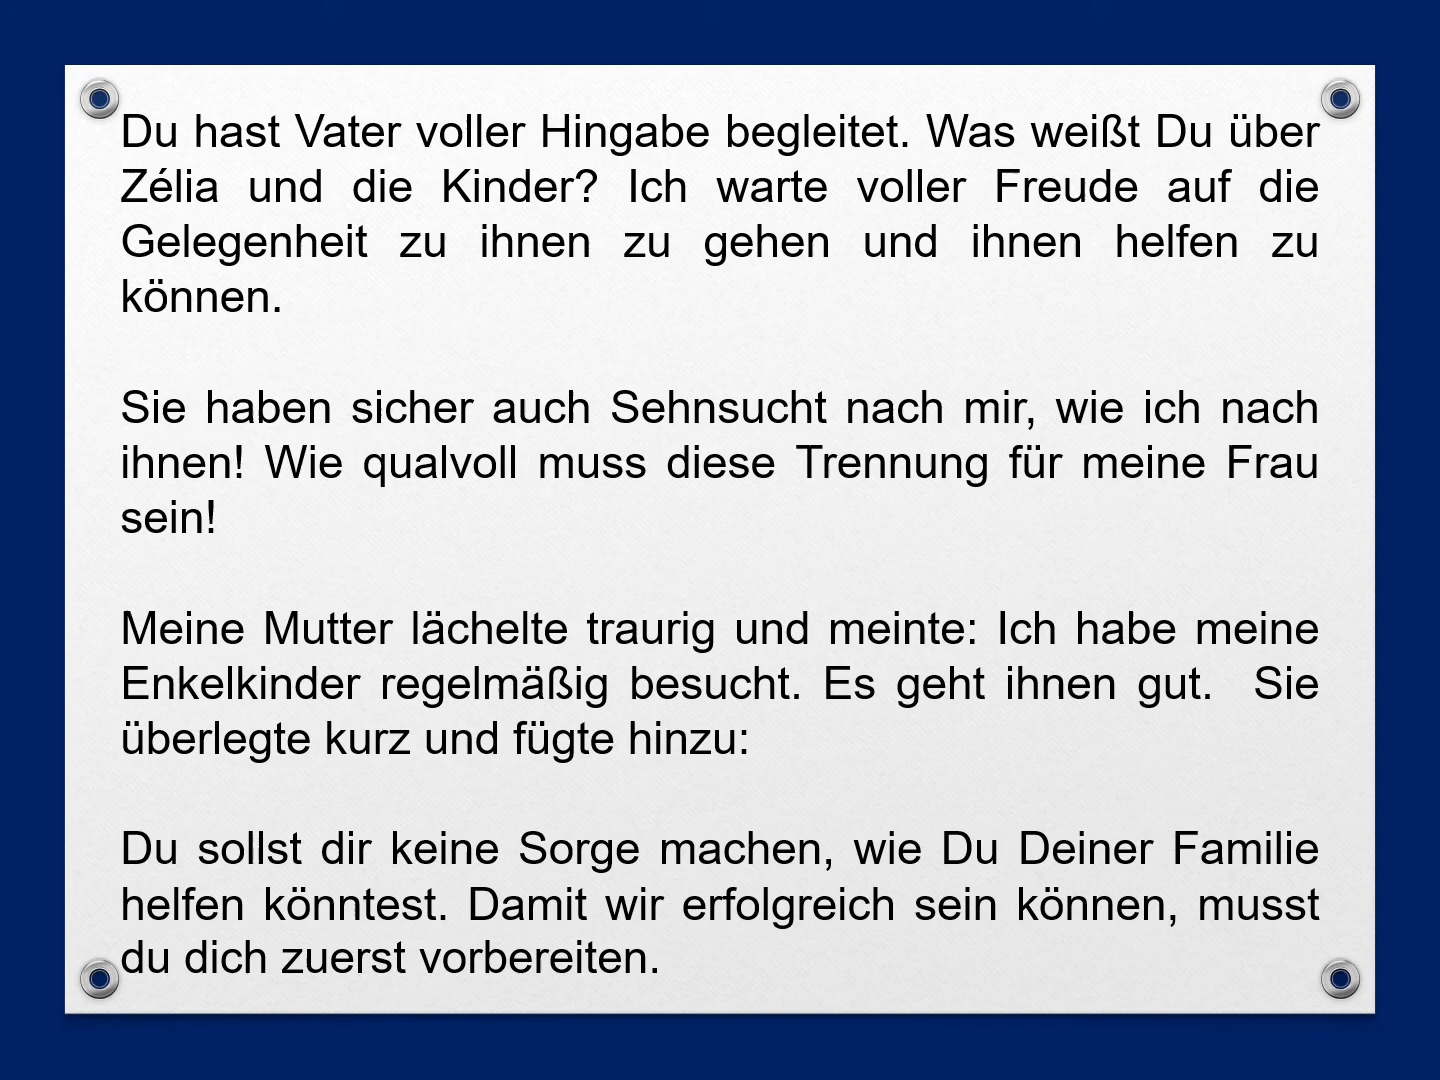 Du hast Vater voller Hingabe begleitet. Was weißt Du über
Zélia und die Kinder? Ich warte voller Freude auf die
Gelegenheit zu ihnen zu gehen und ihnen helfen zu
können.
Sie haben sicher auch Sehnsucht nach mir, wie ich nach
ihnen! Wie qualvoll muss diese Trennung für meine Frau
sein!
Meine Mutter lächelte traurig und meinte: Ich habe meine
Enkelkinder regelmäßig besucht. Es geht ihnen gut.  Sie
überlegte kurz und fügte hinzu:
Du sollst dir keine Sorge machen, wie Du Deiner Familie
helfen könntest. Damit wir erfolgreich sein können, musst
du dich zuerst vorbereiten.